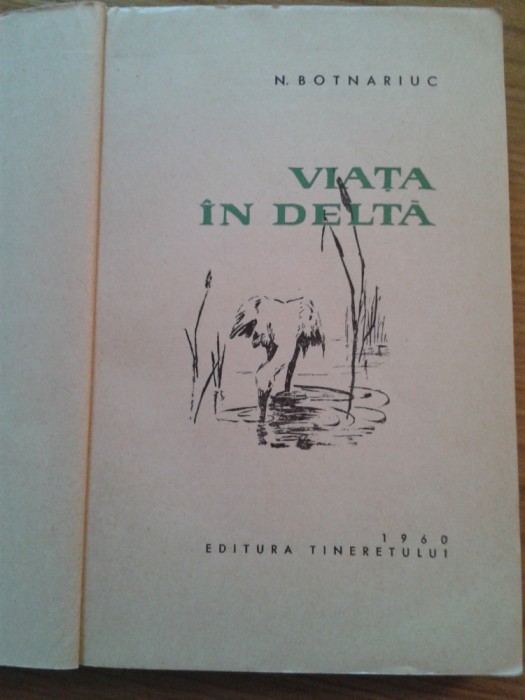 N. BOTNARIUC
VIAȚA
ÎN DELTĂ
1960
EDITURA TINERETULUI